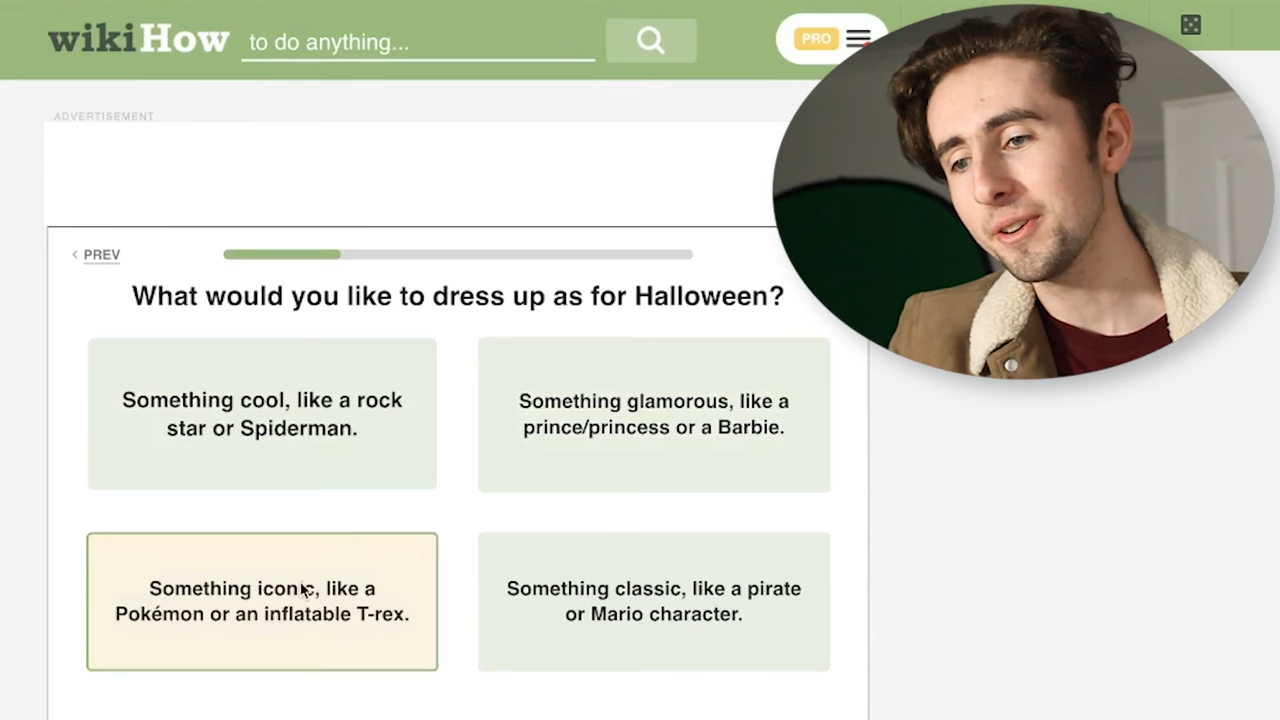 wikiHow to do anything...
PRO
ADVERTISEMENT
< PREV
What would you like to dress up as for Halloween?
Something cool, like a rock
star or Spiderman.
Something glamorous, like a
prince/princess or a Barbie.
Something iconic, like a
Pokémon or an inflatable T-rex.
Something classic, like a pirate
or Mario character.